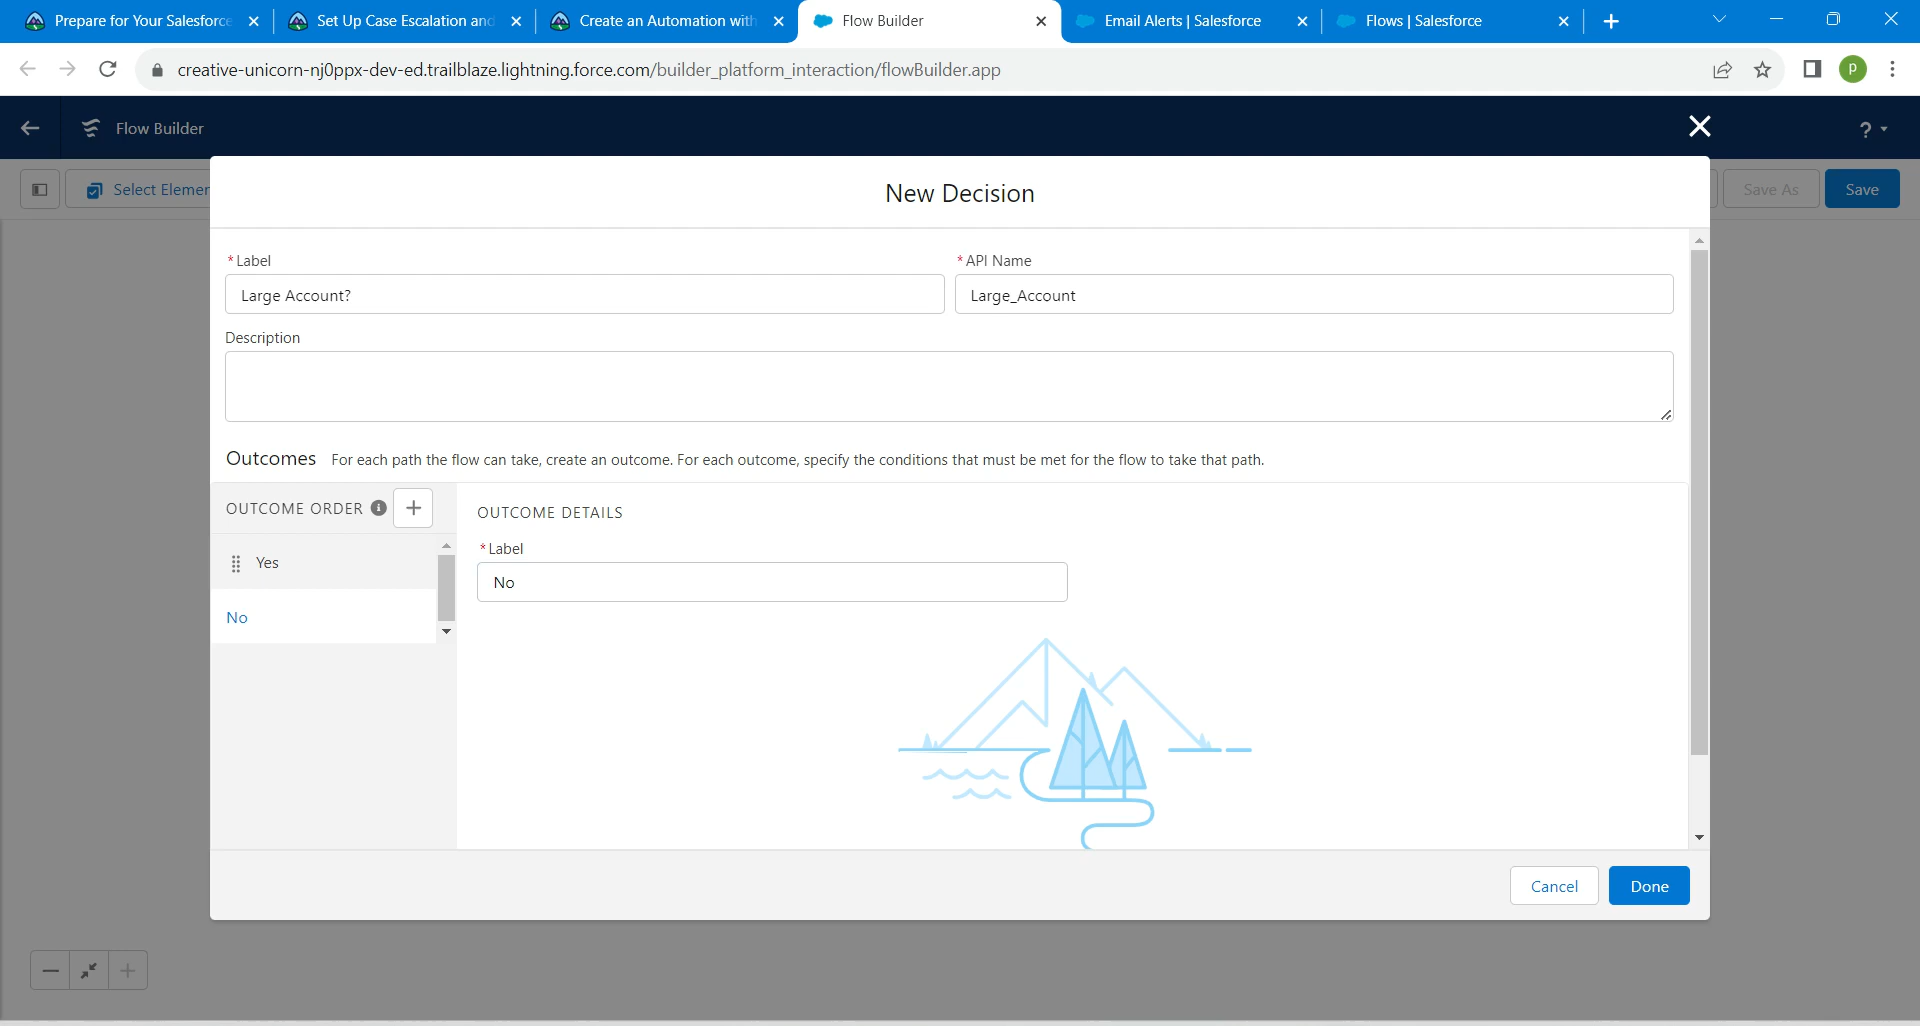 Prepare for Your Salesforce
Set Up Case Escalation and
Create an Automation with
Flow Builder
Email Alerts | Salesforce
Flows | Salesforce
creative-unicorn-nj0ppx-dev-ed.trailblaze.lightning.force.com/builder_platform_interaction/flowBuilder.app
P
Flow Builder
?
Select Elemen
Save As
Save
New Decision
* Label
* API Name
Large Account?
Large_Account
Description
Outcomes For each path the flow can take, create an outcome. For each outcome, specify the conditions that must be met for the flow to take that path.
OUTCOME ORDER
OUTCOME DETAILS
* Label
Yes
No
No
Cancel
Done